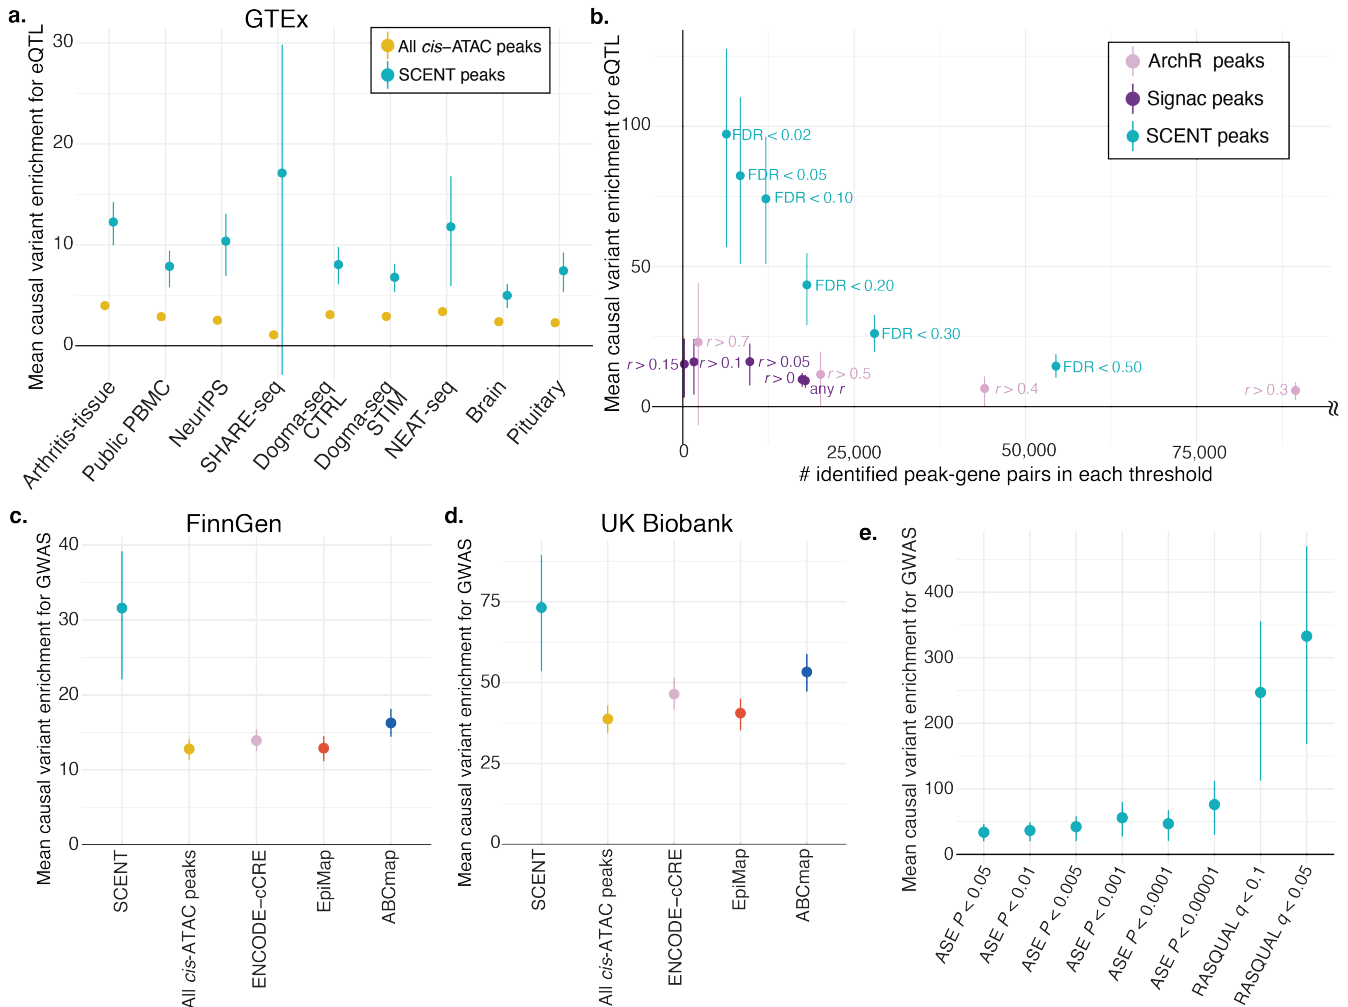 a.
GTEx
Mean causal variant enrichment for eQTL
30
20
10
0
All cis–ATAC peaks
SCENT peaks
Arthritis-tissue
Public PBMC
NeurIPS
SHARE-seq
Dogma-seq
CTRL
Dogma-seq
STIM
NEAT-seq
Brain
Pituitary
b.
Mean causal variant enrichment for eQTL
100
50
0
ArchR peaks
Signac peaks
SCENT peaks
FDR < 0.02
FDR < 0.05
FDR < 0.10
FDR < 0.20
FDR < 0.30
FDR < 0.50
r > 0.7
r > 0.15
r > 0.1
r > 0.05
r > 0
any r
r > 0.5
r > 0.4
r > 0.3
0
25,000
50,000
75,000
# identified peak-gene pairs in each threshold
c.
FinnGen
Mean causal variant enrichment for GWAS
40
30
20
10
0
SCENT
All cis-ATAC peaks
ENCODE–cCRE
EpiMap
ABCmap
d.
UK Biobank
Mean causal variant enrichment for GWAS
75
50
25
0
SCENT
All cis-ATAC peaks
ENCODE–cCRE
EpiMap
ABCmap
e.
Mean causal variant enrichment for GWAS
400
300
200
100
0
ASE P < 0.05
ASE P < 0.01
ASE P < 0.005
ASE P < 0.001
ASE P < 0.0001
ASE P < 0.00001
RASQUAL q < 0.1
RASQUAL q < 0.05